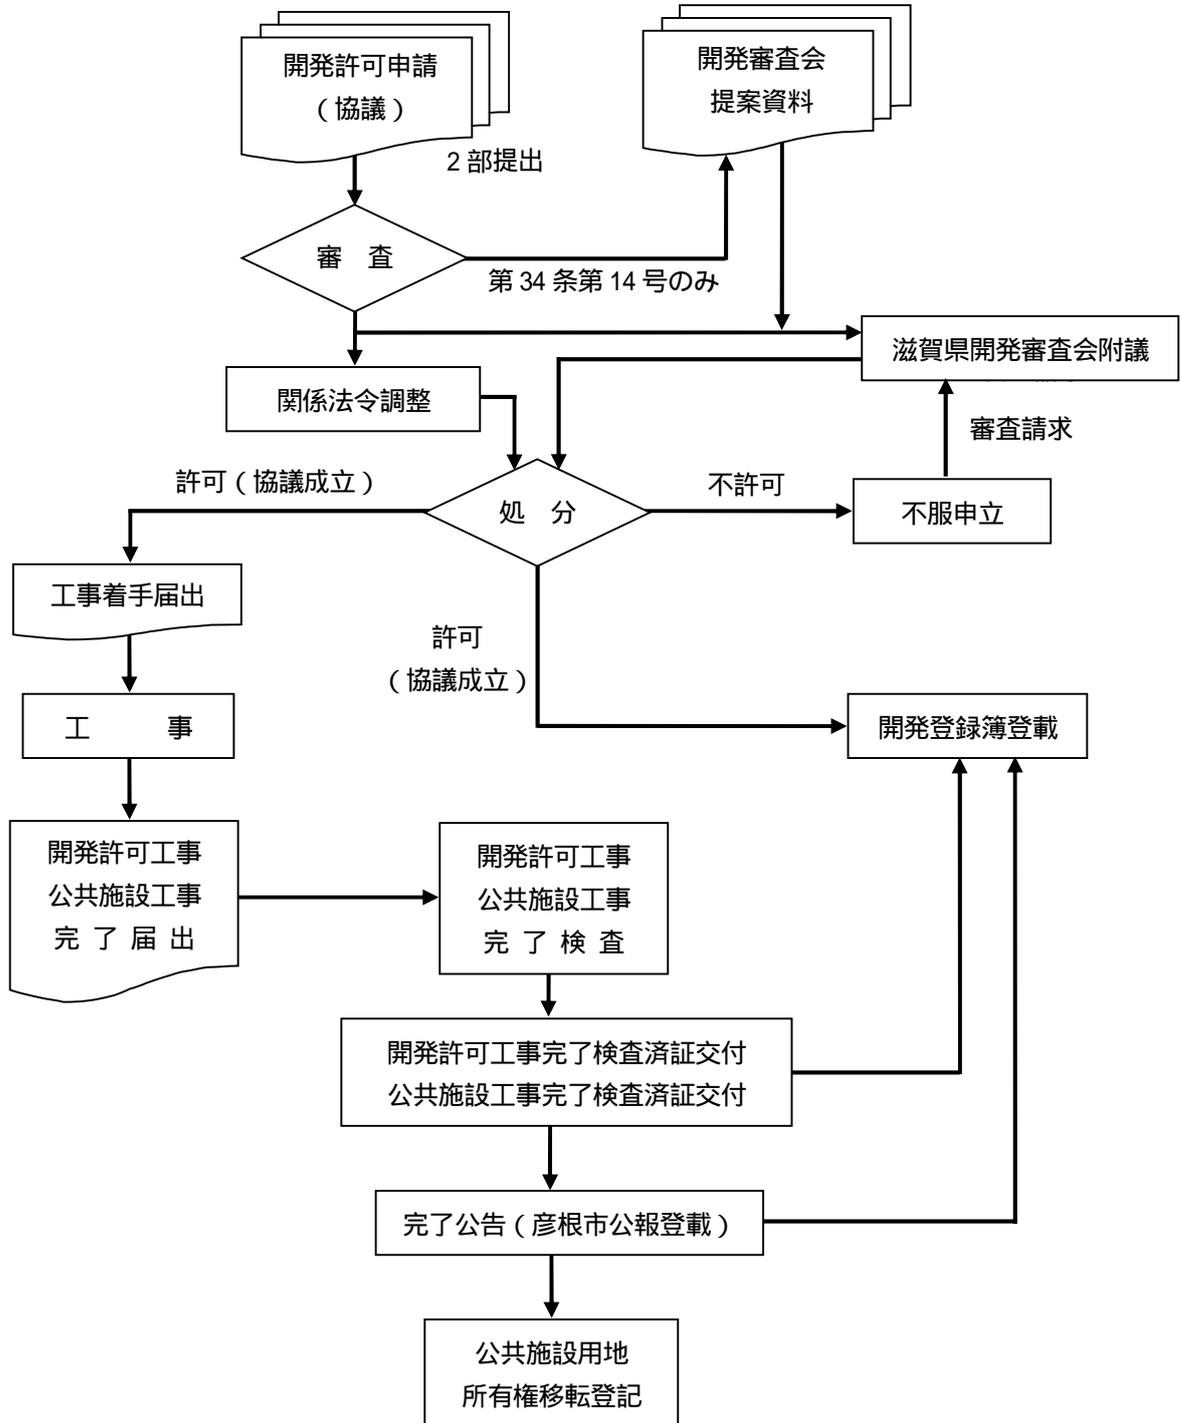 開発許可申請
（協議）
2 部提出
開発審査会
提案資料
審　査
第 34 条第 14 号のみ
滋賀県開発審査会附議
関係法令調整
審査請求
許可（協議成立）
処　分
不許可
不服申立
工事着手届出
許可
（協議成立）
工　　　事
開発登録簿登載
開発許可工事
公共施設工事
完 了 届 出
開発許可工事
公共施設工事
完 了 検 査
開発許可工事完了検査済証交付
公共施設工事完了検査済証交付
完了公告（彦根市公報登載）
公共施設用地
所有権移転登記